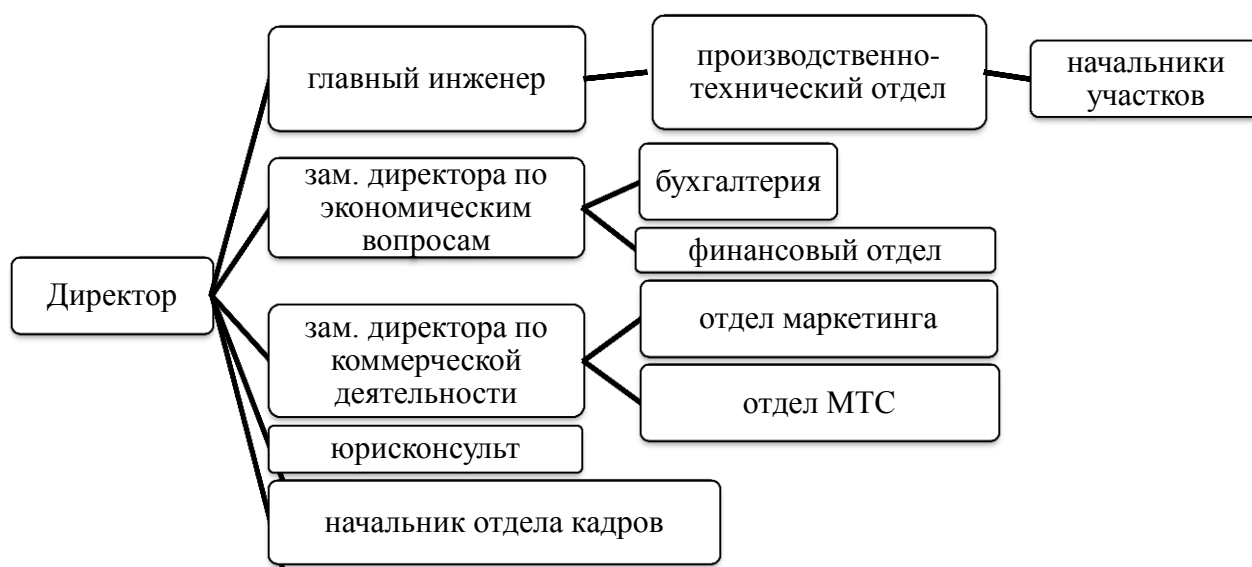 главный инженер
производственно-
технический отдел
начальники
участков
зам. директора по
экономическим
вопросам
бухгалтерия
финансовый отдел
Директор
зам. директора по
коммерческой
деятельности
отдел маркетинга
отдел МТС
юрисконсульт
начальник отдела кадров